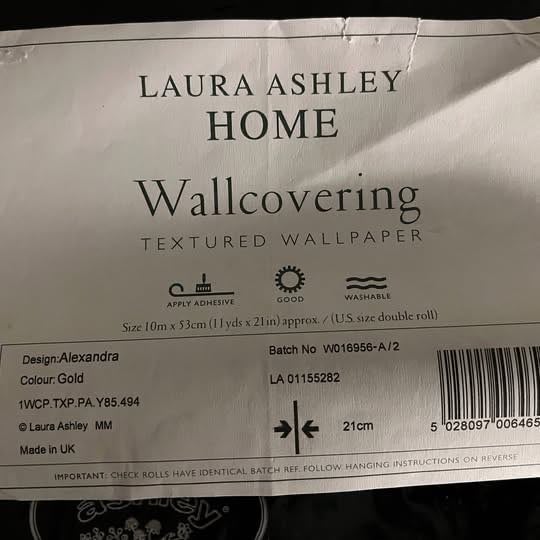 LAURA ASHLEY
HOME
Wallcovering
TEXTURED WALLPAPER
APPLY ADHESIVE
GOOD
WASHABLE
Size 10m x 53cm (11yds x 21in) approx. / (U.S. size double roll)
Design:Alexandra
Colour:Gold
1WCP.TXP.PA.Y85.494
© Laura Ashley MM
Made in UK
Batch No W016956-A/2
LA 01155282
21cm
5 028097 006465
IMPORTANT: CHECK ROLLS HAVE IDENTICAL BATCH REF. FOLLOW HANGING INSTRUCTIONS ON REVERSE
ashley